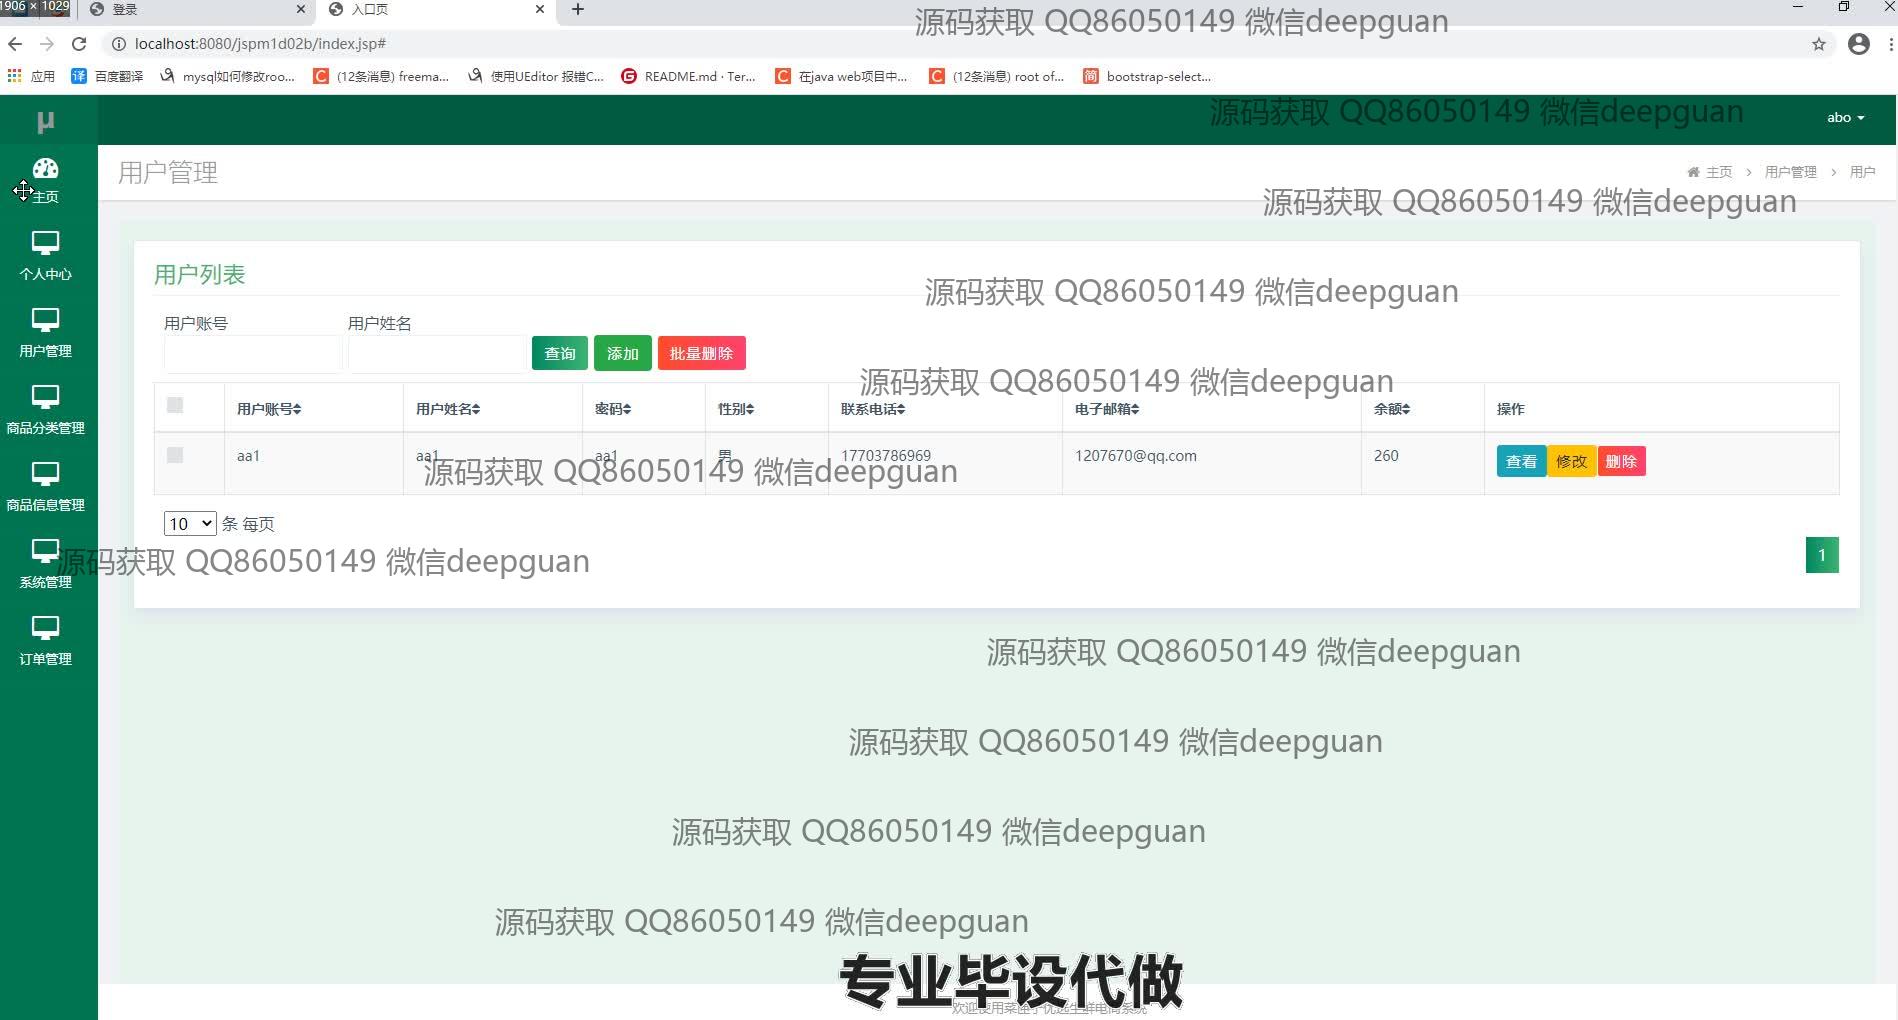 1906 × 1029
登录
入口页
源码获取 QQ86050149 微信deepguan
localhost:8080/jspm1d02b/index.jsp#
应用
百度翻译
mysql如何修改roo...
(12条消息) freema...
使用UEditor 报错C...
README.md · Ter...
在java web项目中...
(12条消息) root of...
bootstrap-select...
μ
源码获取 QQ86050149 微信deepguan
abo
主页
个人中心
用户管理
商品分类管理
商品信息管理
系统管理
订单管理
用户管理
主页 > 用户管理 > 用户
源码获取 QQ86050149 微信deepguan
用户列表
源码获取 QQ86050149 微信deepguan
用户账号 用户姓名
查询 添加 批量删除
源码获取 QQ86050149 微信deepguan
用户账号 用户姓名 密码 性别 联系电话 电子邮箱 余额 操作
aa1 aa1 aa1 男 17703786969 1207670@qq.com 260 查看 修改 删除
源码获取 QQ86050149 微信deepguan
10 条 每页
源码获取 QQ86050149 微信deepguan
1
源码获取 QQ86050149 微信deepguan
源码获取 QQ86050149 微信deepguan
源码获取 QQ86050149 微信deepguan
源码获取 QQ86050149 微信deepguan
专业毕设代做